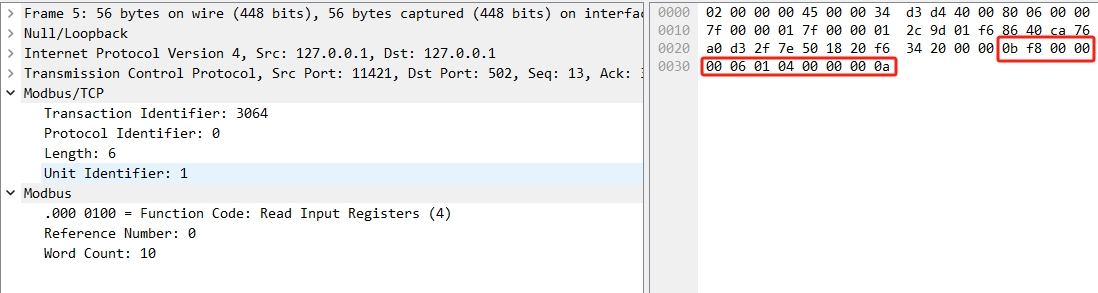 Frame 5: 56 bytes on wire (448 bits), 56 bytes captured (448 bits) on interfac
Null/Loopback
Internet Protocol Version 4, Src: 127.0.0.1, Dst: 127.0.0.1
Transmission Control Protocol, Src Port: 11421, Dst Port: 502, Seq: 13, Ack: 3
Modbus/TCP
Transaction Identifier: 3064
Protocol Identifier: 0
Length: 6
Unit Identifier: 1
Modbus
.000 0100 = Function Code: Read Input Registers (4)
Reference Number: 0
Word Count: 10
0000 02 00 00 00 45 00 00 34 d3 d4 40 00 80 06 00 00
0010 7f 00 00 01 7f 00 00 01 2c 9d 01 f6 86 40 ca 76
0020 a0 d3 2f 7e 50 18 20 f6 34 20 00 00 0b f8 00 00
0030 00 06 01 04 00 00 00 0a